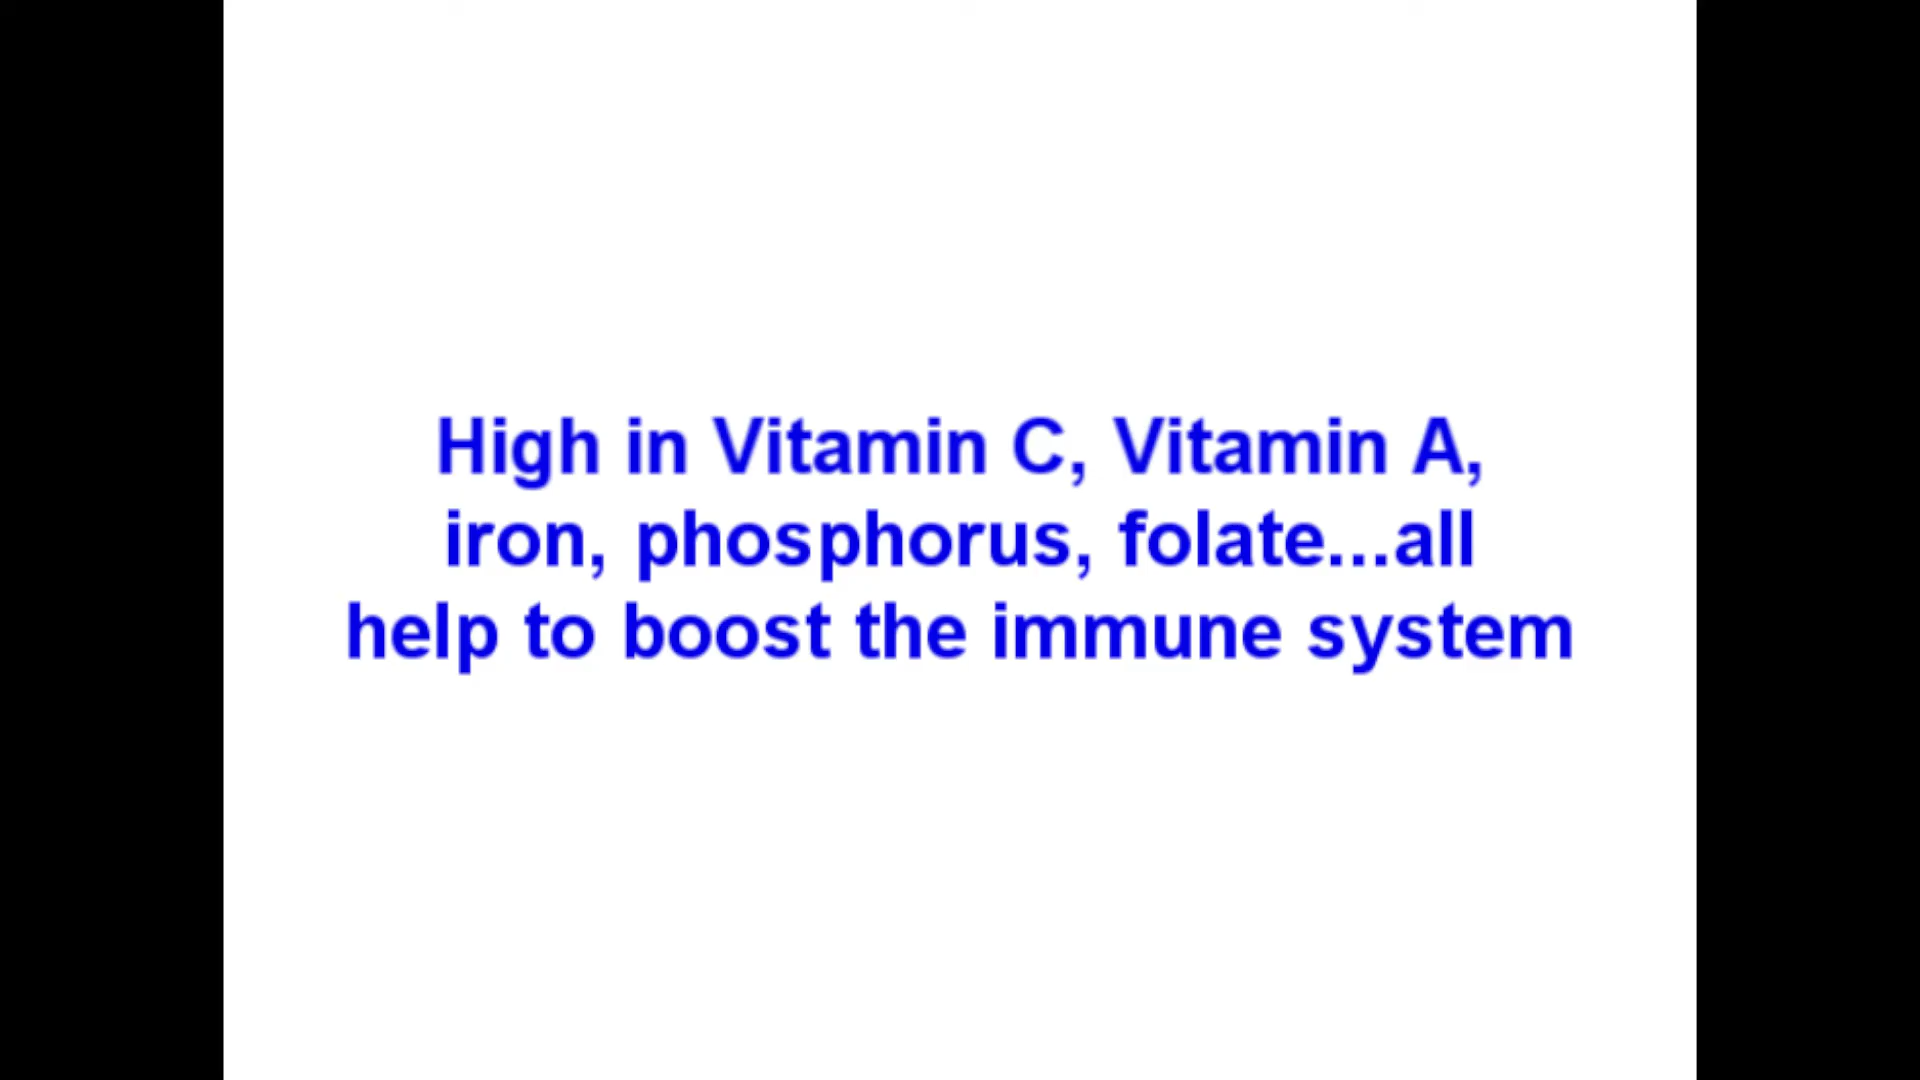 High in Vitamin C, Vitamin A,
iron, phosphorus, folate...all
help to boost the immune system